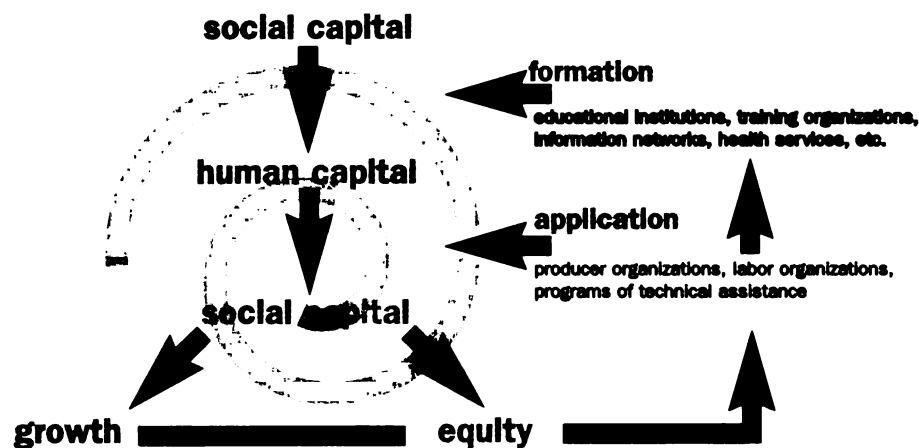 social capital
formation
educational institutions, training organizations,
information networks, health services, etc.
human capital
application
producer organizations, labor organizations,
programs of technical assistance
social capital
growth
equity